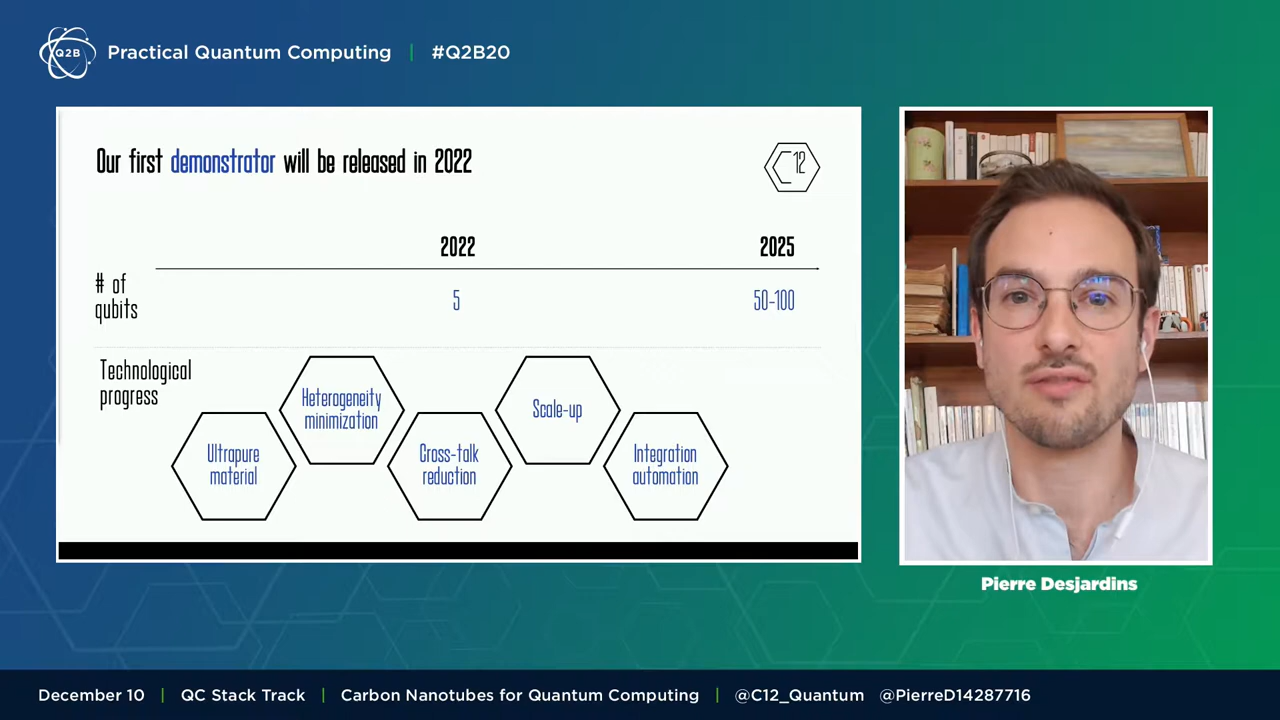 Q2B
Practical Quantum Computing | #Q2B20
Our first demonstrator will be released in 2022
C12
2022
2025
# of
qubits
5
50-100
Technological
progress
Ultrapure
material
Heterogeneity
minimization
Cross-talk
reduction
Scale-up
Integration
automation
Pierre Desjardins
December 10 | QC Stack Track | Carbon Nanotubes for Quantum Computing | @C12_Quantum @PierreD14287716